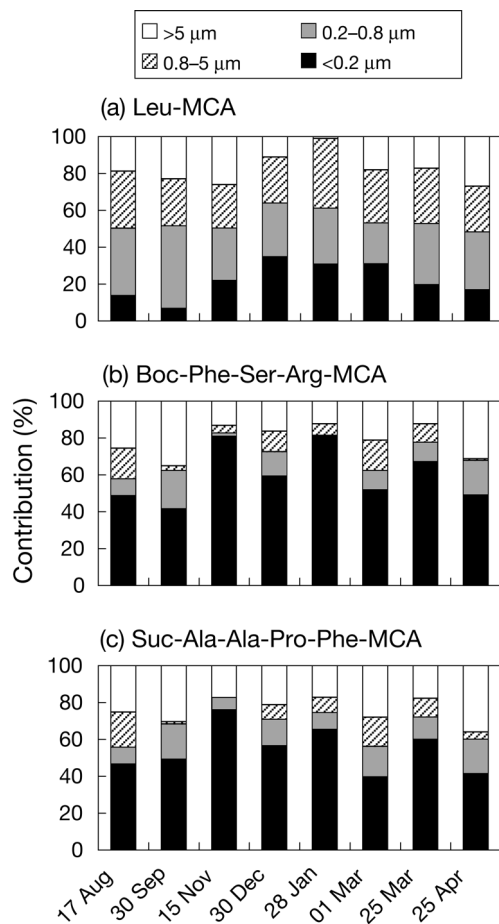 >5 μm
0.2–0.8 μm
0.8–5 μm
<0.2 μm
(a) Leu-MCA
100
80
60
40
20
0
(b) Boc-Phe-Ser-Arg-MCA
100
80
60
40
20
0
Contribution (%)
(c) Suc-Ala-Ala-Pro-Phe-MCA
100
80
60
40
20
0
17 Aug
30 Sep
15 Nov
30 Dec
28 Jan
01 Mar
25 Mar
25 Apr